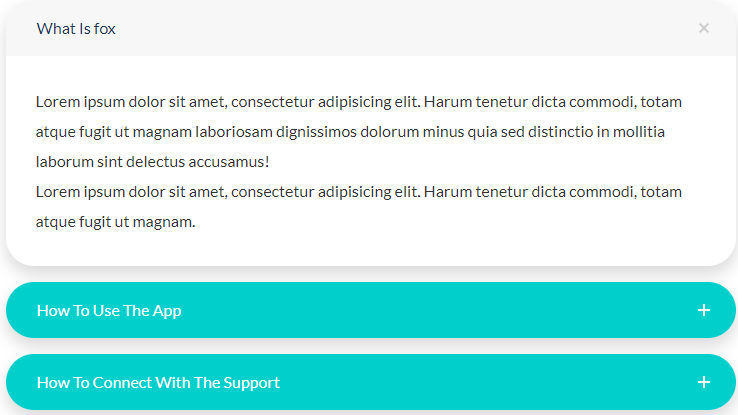 What Is fox
Lorem ipsum dolor sit amet, consectetur adipisicing elit. Harum tenetur dicta commodi, totam
atque fugit ut magnam laboriosam dignissimos dolorum minus quia sed distinctio in mollitia
laborum sint delectus accusamus!
Lorem ipsum dolor sit amet, consectetur adipisicing elit. Harum tenetur dicta commodi, totam
atque fugit ut magnam.
How To Use The App
How To Connect With The Support